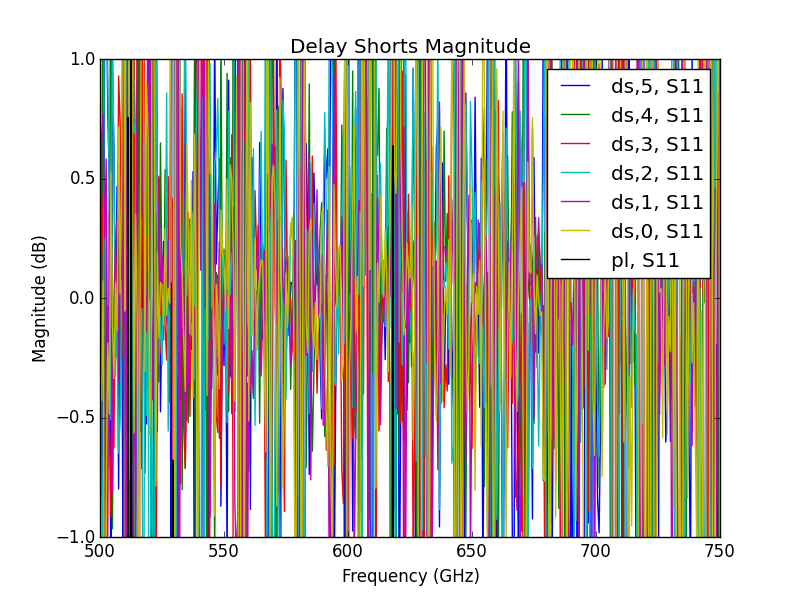 Delay Shorts Magnitude
1.0
0.5
0.0
−0.5
−1.0
Magnitude (dB)
ds,5, S11
ds,4, S11
ds,3, S11
ds,2, S11
ds,1, S11
ds,0, S11
pl, S11
500
550
600
650
700
750
Frequency (GHz)